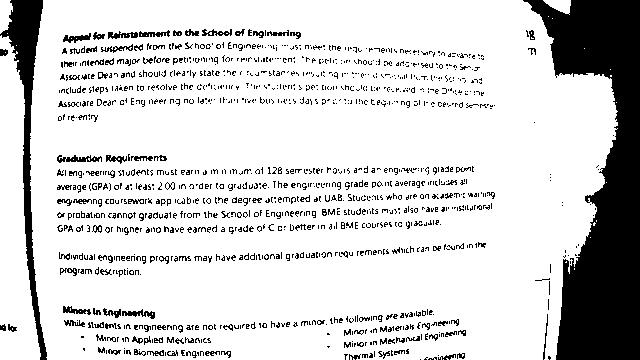 Appeal for Reinstatement to the School of Engineering
A student suspended from the School of Engineering must meet the requirements necessary to advance to
their intended major before petitioning for reinstatement. The petition should be addressed to the Senior
Associate Dean and should clearly state the circumstances resulting in their dismissal from the School and
include steps taken to resolve the deficiency. The student's petition should be received in the Office of the
Associate Dean of Engineering no later than five business days prior to the beginning of the desired semester
of re-entry
Graduation Requirements
All engineering students must earn a minimum of 128 semester hours and an engineering grade point
average (GPA) of at least 2.00 in order to graduate. The engineering grade point average includes all
engineering coursework applicable to the degree attempted at UAB. Students who are on academic warning
or probation cannot graduate from the School of Engineering. BME students must also have an institutional
GPA of 3.00 or higher and have earned a grade of C or better in all BME courses to graduate.
Individual engineering programs may have additional graduation requirements which can be found in the
program description.
Minors in Engineering
While students in engineering are not required to have a minor, the following are available.
• Minor in Applied Mechanics
• Minor in Biomedical Engineering
• Minor in Materials Engineering
• Minor in Mechanical Engineering
Thermal Systems